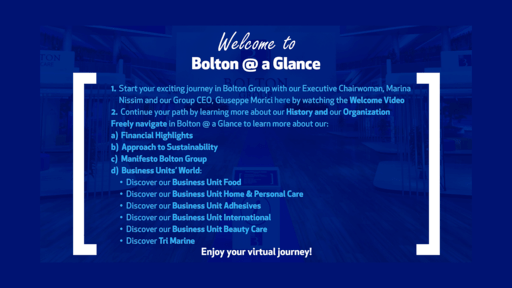 Welcome to
Bolton @ a Glance
1. Start your exciting journey in Bolton Group with our Executive Chairwoman, Marina
Nissim and our Group CEO, Giuseppe Morici here by watching the Welcome Video
2. Continue your path by learning more about our History and our Organization
Freely navigate in Bolton @ a Glance to learn more about our:
a) Financial Highlights
b) Approach to Sustainability
c) Manifesto Bolton Group
d) Business Units' World:
• Discover our Business Unit Food
• Discover our Business Unit Home & Personal Care
• Discover our Business Unit Adhesives
• Discover our Business Unit International
• Discover our Business Unit Beauty Care
• Discover Tri Marine
Enjoy your virtual journey!